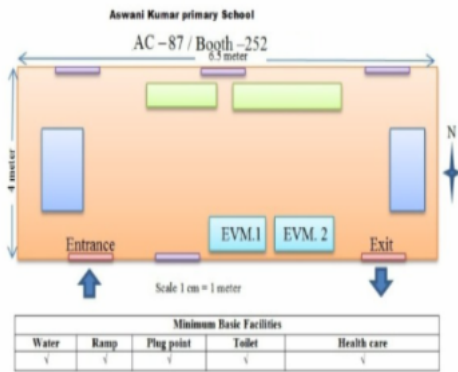 Aswani Kumar primary School
AC -87 / Booth -252
6.5 meter
4 meter
N
EVM.1 EVM. 2
Entrance Exit
Scale 1 cm = 1 meter
Minimum Basic Facilities
Water Ramp Plug point Toilet Health care
√ √ √ √ √